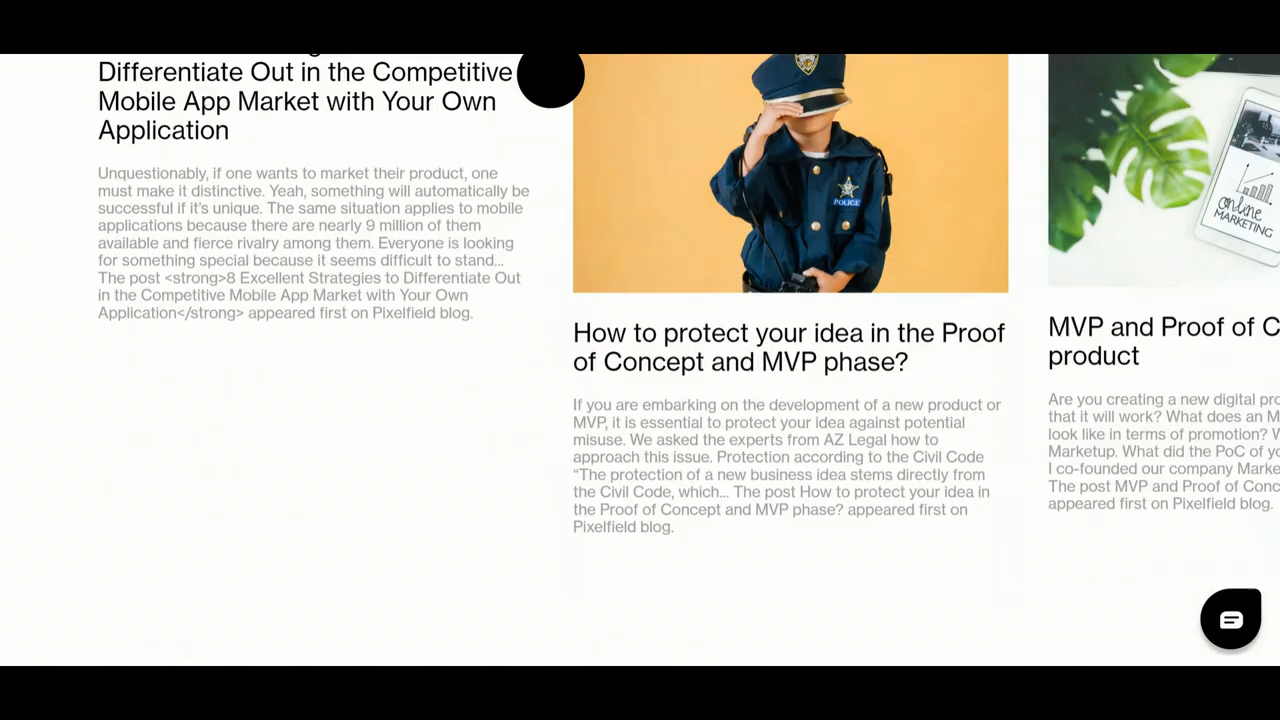 Differentiate Out in the Competitive
Mobile App Market with Your Own
Application
Unquestionably, if one wants to market their product, one
must make it distinctive. Yeah, something will automatically be
successful if it's unique. The same situation applies to mobile
applications because there are nearly 9 million of them
available and fierce rivalry among them. Everyone is looking
for something special because it seems difficult to stand...
The post <strong>8 Excellent Strategies to Differentiate Out
in the Competitive Mobile App Market with Your Own
Application</strong> appeared first on Pixelfield blog.
POLICE
How to protect your idea in the Proof
of Concept and MVP phase?
If you are embarking on the development of a new product or
MVP, it is essential to protect your idea against potential
misuse. We asked the experts from AZ Legal how to
approach this issue. Protection according to the Civil Code
“The protection of a new business idea stems directly from
the Civil Code, which... The post How to protect your idea in
the Proof of Concept and MVP phase? appeared first on
Pixelfield blog.
online
MARKETING
MVP and Proof of C
product
Are you creating a new digital pro
that it will work? What does an M
look like in terms of promotion? W
Marketup. What did the PoC of yo
I co-founded our company Marke
The post MVP and Proof of Conc
appeared first on Pixelfield blog.